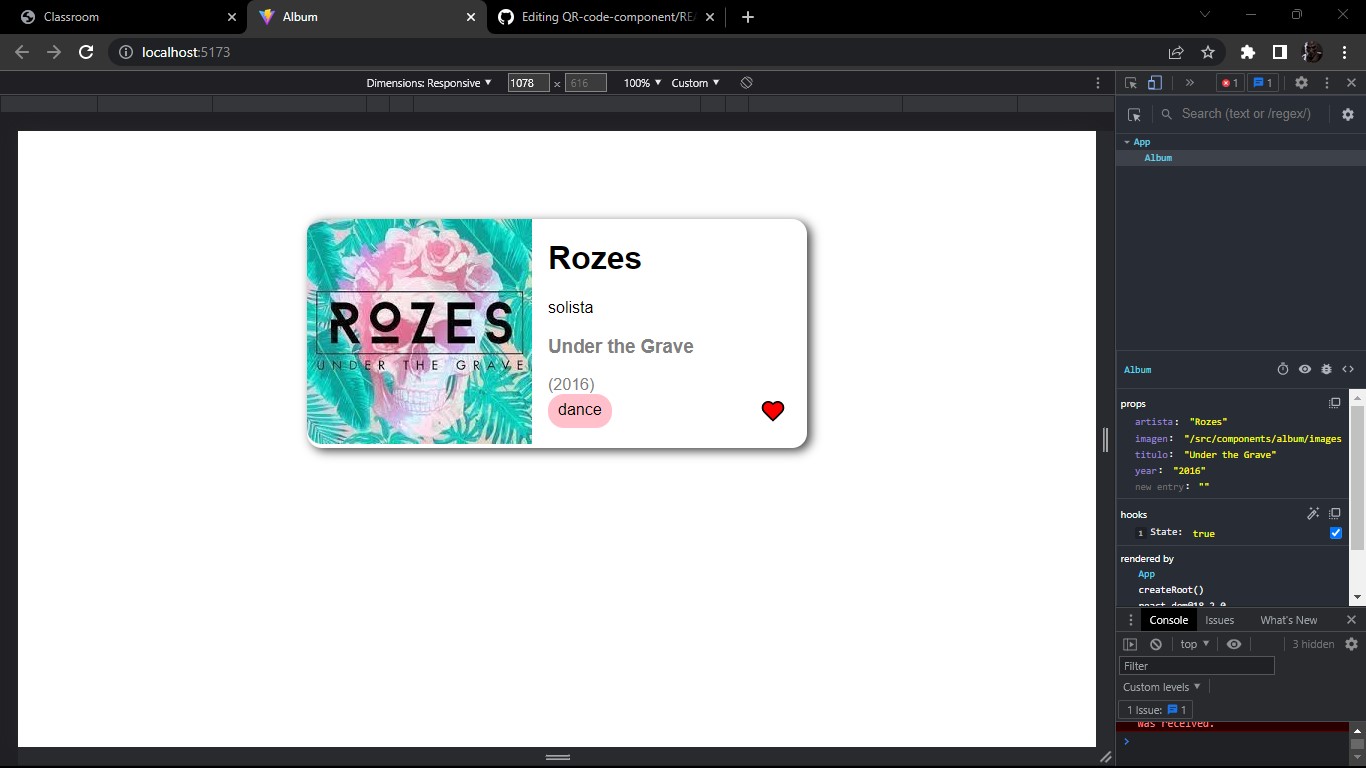 Classroom
Album
Editing QR-code-component/REA
localhost:5173
Dimensions: Responsive
1078 × 616
100%
Custom
1
1
Search (text or /regex/)
App
Album
ROZES
UNDER THE GRAVE
Rozes
solista
Under the Grave
(2016)
dance
Album
props
artista: "Rozes"
imagen: "/src/components/album/images
titulo: "Under the Grave"
year: "2016"
new entry: ""
hooks
1 State: true
rendered by
App
createRoot()
react-dom@18.2.0
Console
Issues
What's New
top
3 hidden
Filter
Custom levels
1 Issue: 1
was received.